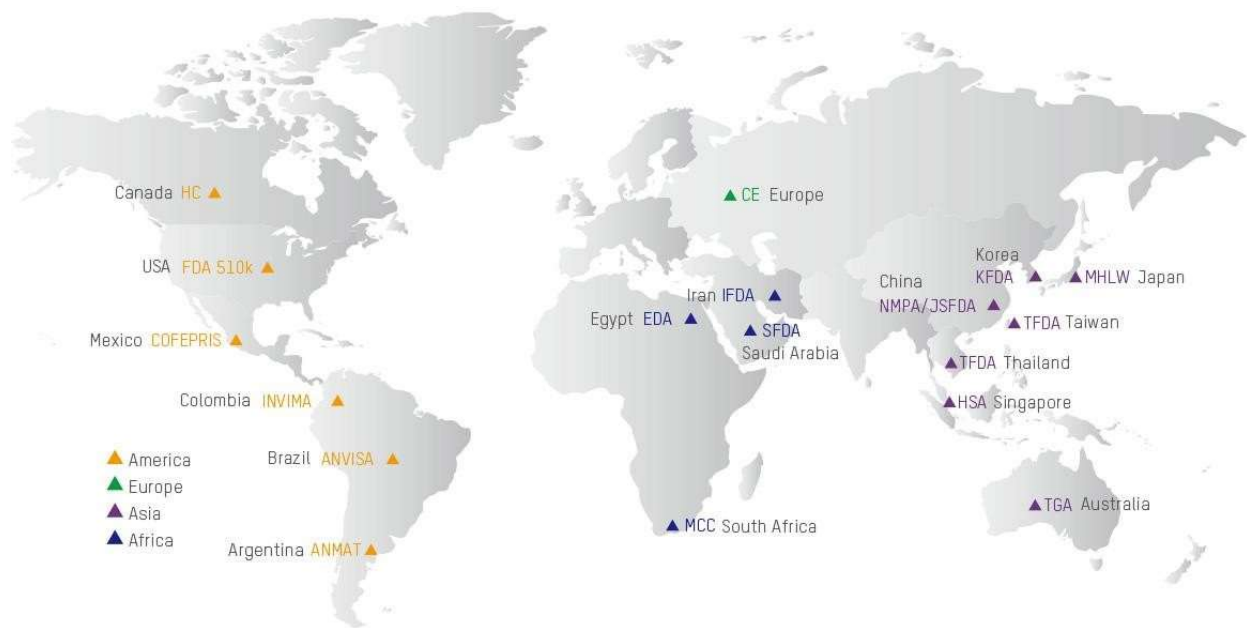 Canada HC
CE Europe
Korea
USA FDA 510k
China
KFDA
MHLW Japan
Iran IFDA
NMPA/JSFDA
Egypt EDA
SFDA
TFDA Taiwan
Mexico COFEPRIS
Saudi Arabia
TFDA Thailand
Colombia INVIMA
HSA Singapore
Brazil ANVISA
America
Europe
Asia
Africa
TGA Australia
MCC South Africa
Argentina ANMAT